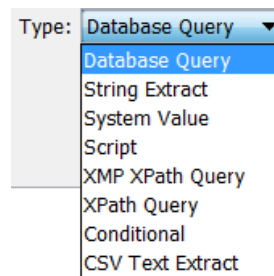 Type: Database Query
Database Query
String Extract
System Value
Script
XMP XPath Query
XPath Query
Conditional
CSV Text Extract